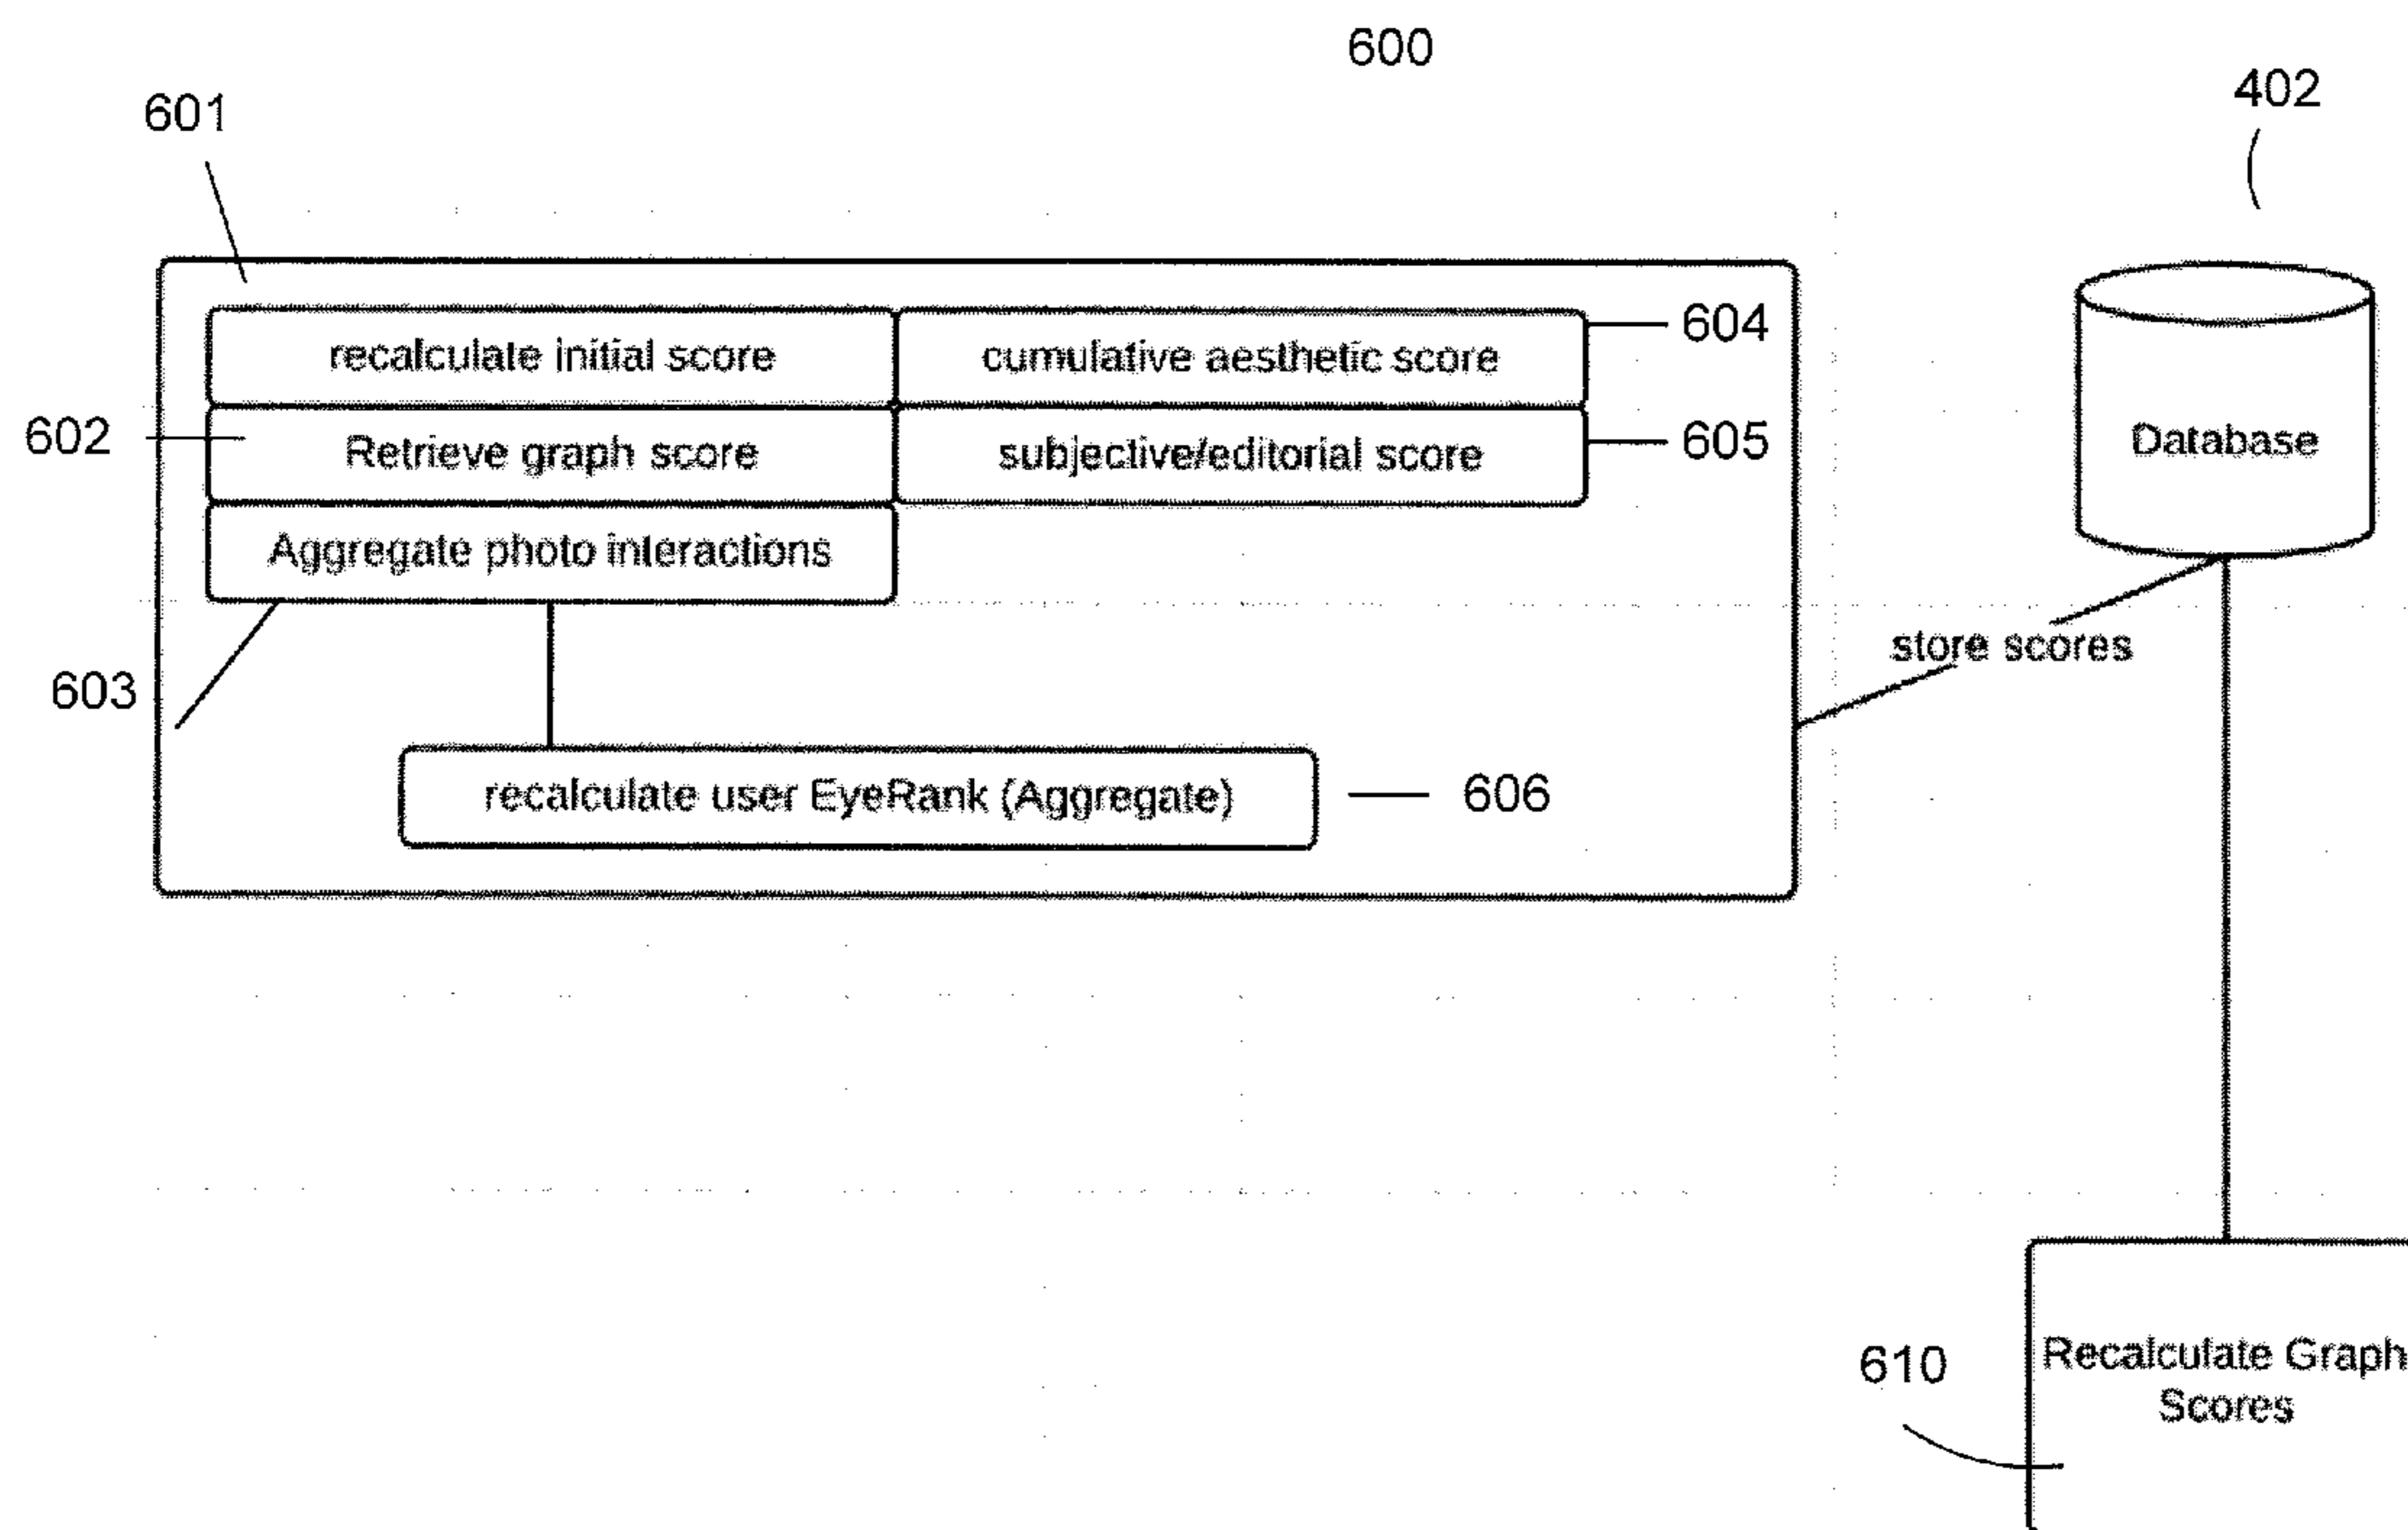 600
601
402
recalculate initial score
cumulative aesthetic score
604
602
Retrieve graph score
subjective/editorial score
605
Database
Aggregate photo interactions
store scores
603
recalculate user EyeRank (Aggregate)
606
610
Recalculate Graph
Scores